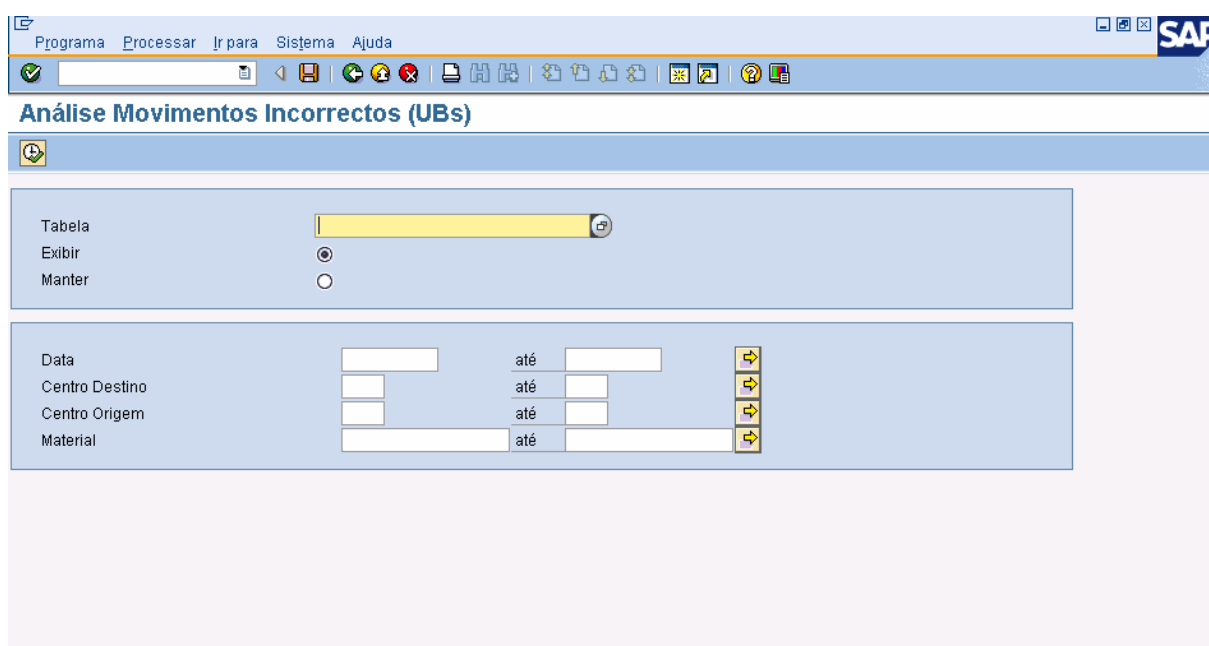 Programa Processar Ir para Sistema Ajuda
SAP
Análise Movimentos Incorrectos (UBs)
Tabela
Exibir
Manter
Data até
Centro Destino até
Centro Origem até
Material até